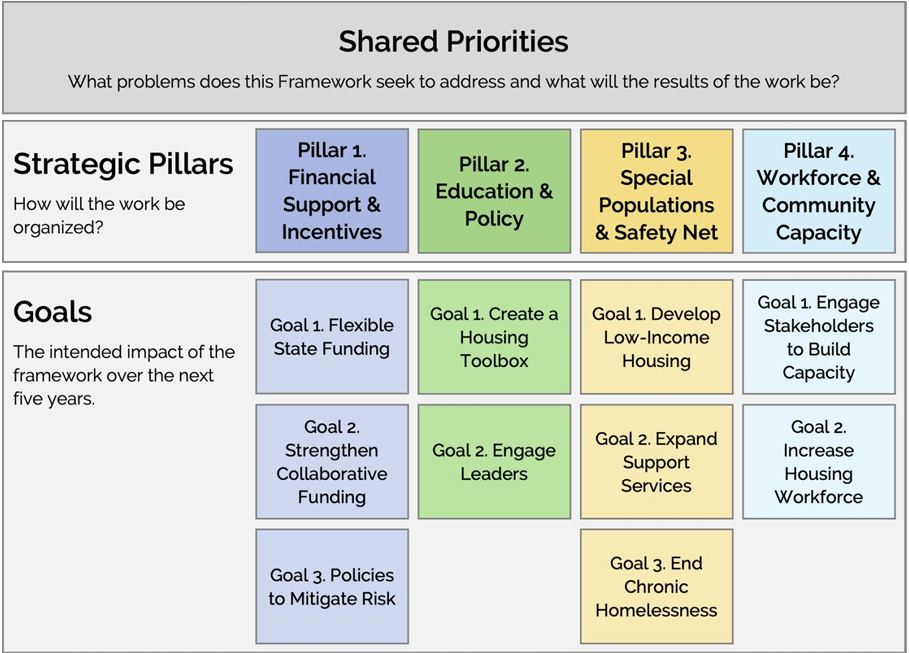 Shared Priorities
What problems does this Framework seek to address and what will the results of the work be?
Strategic Pillars
How will the work be
organized?
Pillar 1.
Financial
Support &
Incentives
Pillar 2.
Education &
Policy
Pillar 3.
Special
Populations
& Safety Net
Pillar 4.
Workforce &
Community
Capacity
Goals
The intended impact of the
framework over the next
five years.
Goal 1. Flexible
State Funding
Goal 1. Create a
Housing
Toolbox
Goal 1. Develop
Low-Income
Housing
Goal 1. Engage
Stakeholders
to Build
Capacity
Goal 2.
Strengthen
Collaborative
Funding
Goal 2. Engage
Leaders
Goal 2. Expand
Support
Services
Goal 2.
Increase
Housing
Workforce
Goal 3. Policies
to Mitigate Risk
Goal 3. End
Chronic
Homelessness